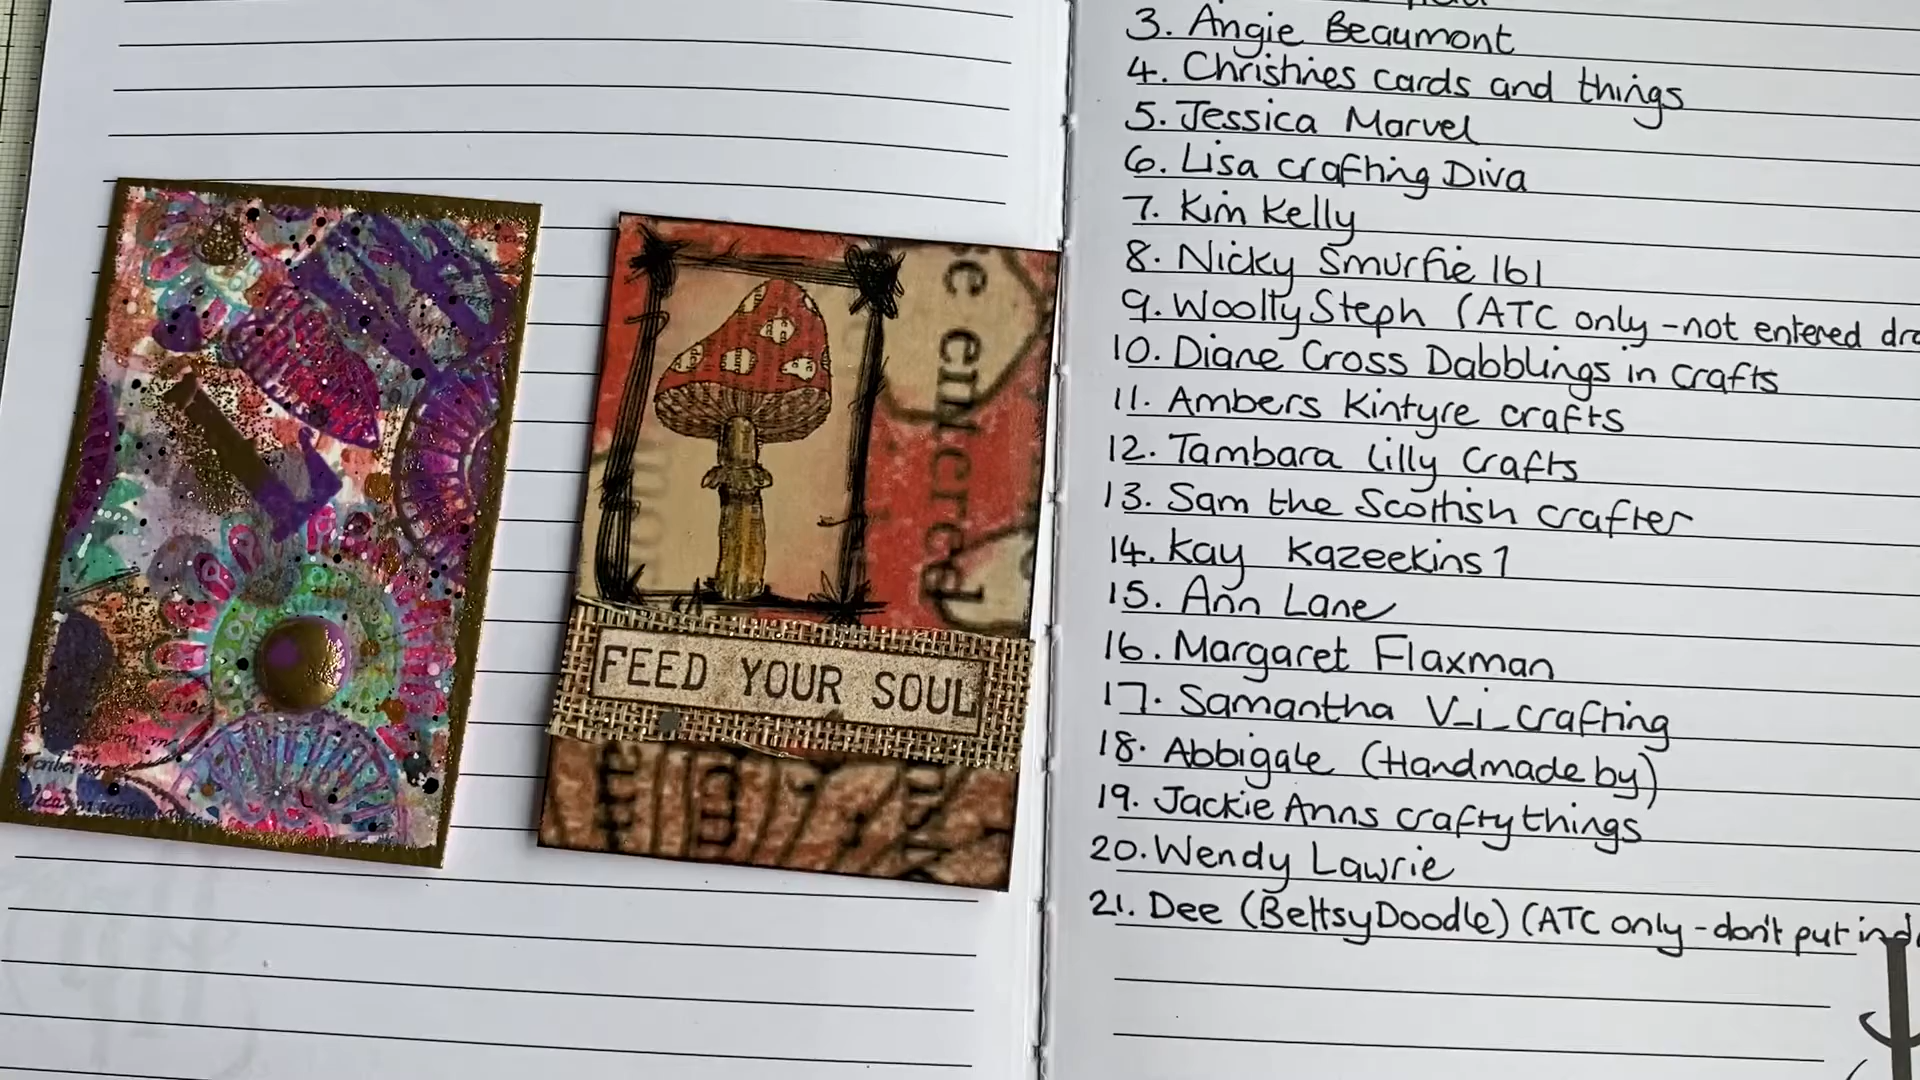 FEED YOUR SOUL
3. Angie Beaumont
4. Christines cards and things
5. Jessica Marvel
6. Lisa crafting Diva
7. Kim Kelly
8. Nicky Smurfie 161
9. Woolly Steph (ATC only - not entered
10. Diane Cross Dabblings in crafts
11. Ambers Kintyre crafts
12. Tambara Lilly Crafts
13. Sam the Scottish crafter
14. Kay Kazeekins1
15. Ann Lane
16. Margaret Flaxman
17. Samantha V_i_crafting
18. Abbigale (Handmade by)
19. Jackie Anns crafty things
20. Wendy Lawrie
21. Dee (BeltsyDoodle) (ATC only - don't put in